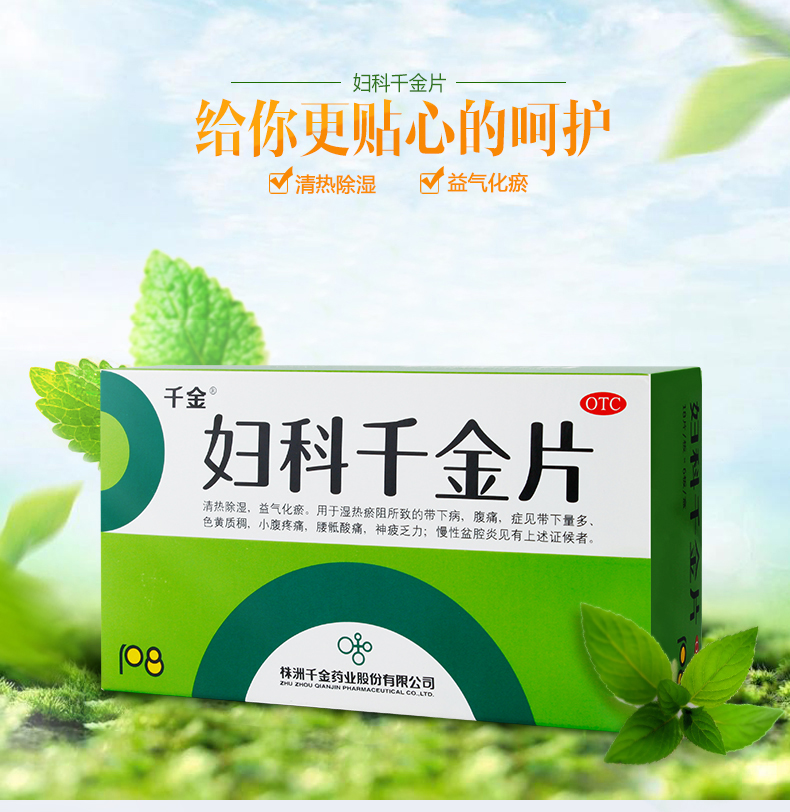 妇科千金片
给你更贴心的呵护
清热除湿 益气化瘀
千金®
OTC
妇科千金片
清热除湿,益气化瘀。用于湿热瘀阻所致的带下病,腹痛,症见带下量多、
色黄质稠,小腹疼痛,腰骶酸痛,神疲乏力;慢性盆腔炎见有上述证候者。
108
株洲千金药业股份有限公司
ZHU ZHOU QIANJIN PHARMACEUTICAL CO.,LTD.
妇科千金片
108